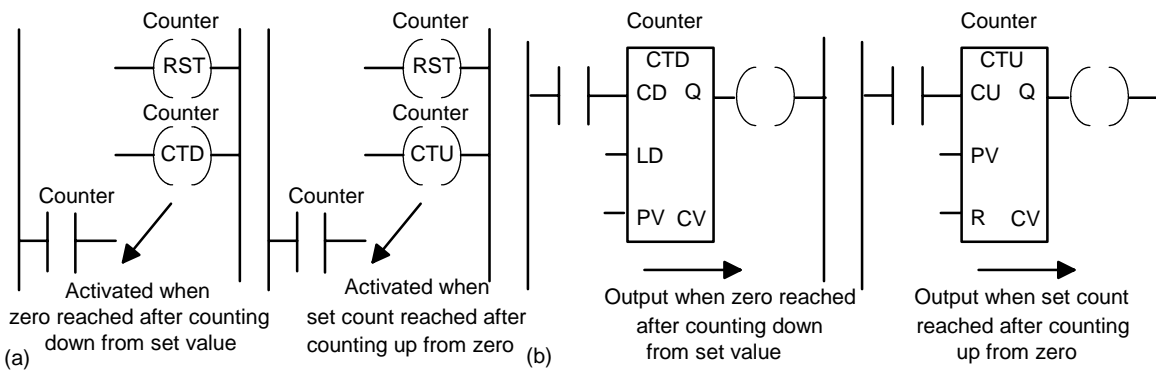 Counter
RST
Counter
CTD
Counter
Activated when
zero reached after counting
down from set value
(a)
Counter
RST
Counter
CTU
Counter
Activated when
set count reached after
counting up from zero
(b)
Counter
CTD
CD Q
LD
PV CV
Output when zero reached
after counting down
from set value
Counter
CTU
CU Q
PV
R CV
Output when set count
reached after counting
up from zero